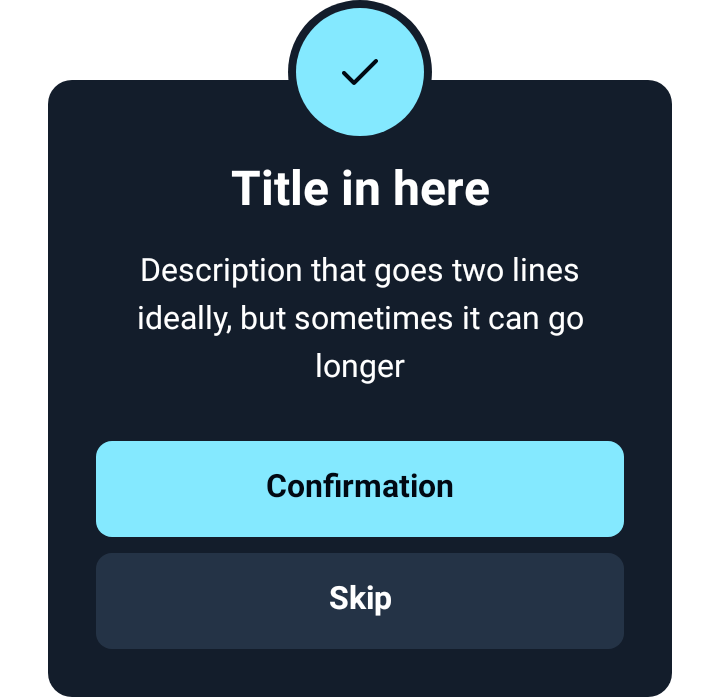 Title in here
Description that goes two lines
ideally, but sometimes it can go
longer
Confirmation
Skip